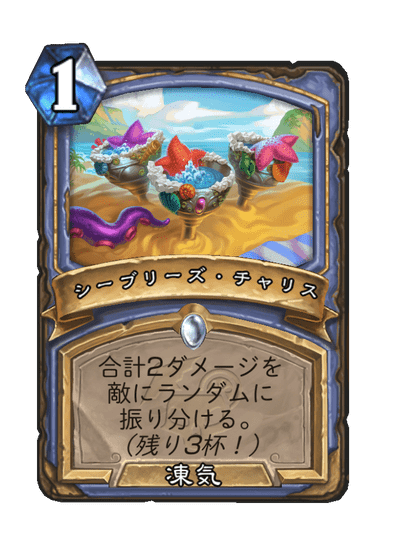 1
シーブリーズ・チャリス
合計2ダメージを
敵にランダムに
振り分ける。
(残り3杯！)
凍気